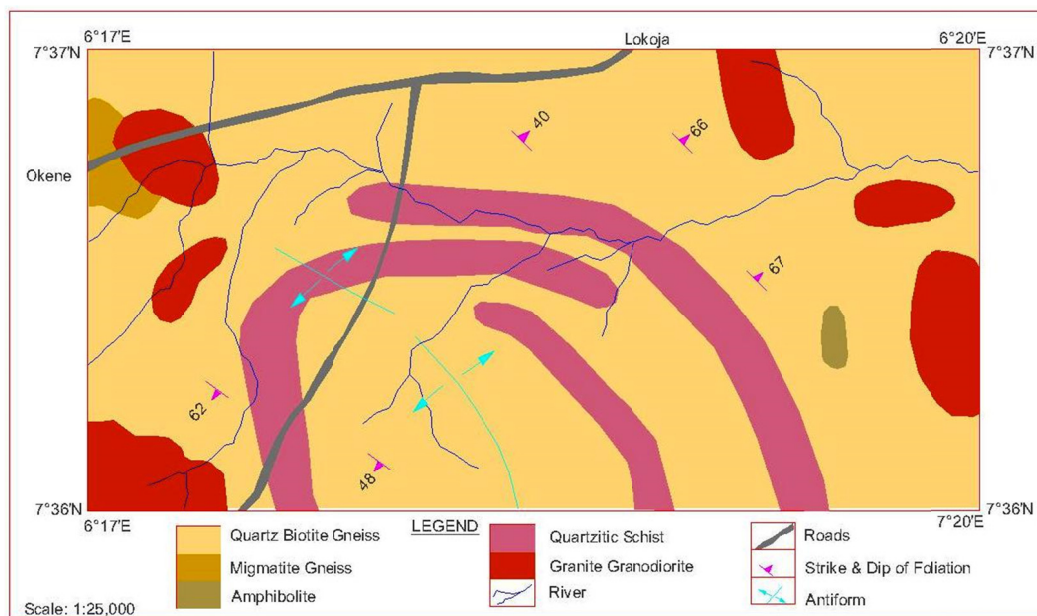 6°17'E
Lokoja
6°20'E
7°37'N
7°37'N
40
66
Okene
67
62
48
7°36'N
7°36'N
6°17'E
LEGEND
7°20'E
Quartz Biotite Gneiss
Quartzitic Schist
Roads
Migmatite Gneiss
Granite Granodiorite
Strike & Dip of Foliation
Amphibolite
River
Antiform
Scale: 1:25,000